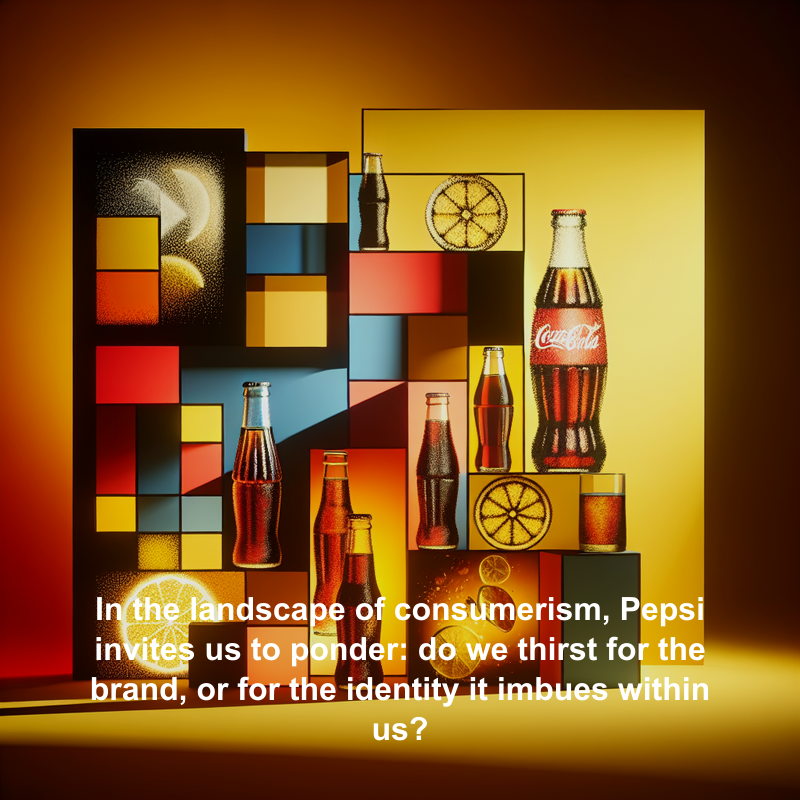 Coca-Cola
In the landscape of consumerism, Pepsi
invites us to ponder: do we thirst for the
brand, or for the identity it imbues within
us?